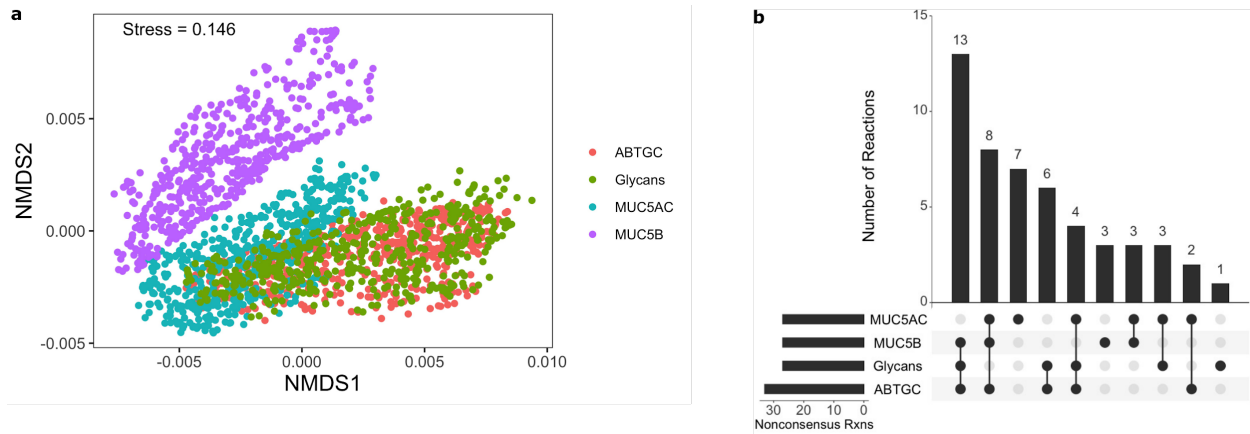 a
Stress = 0.146
0.005
0.000
-0.005
NMDS2
-0.005
0.000
0.005
0.010
NMDS1
ABTGC
Glycans
MUC5AC
MUC5B
b
15
10
5
0
Number of Reactions
13
8
7
6
4
3
3
3
2
1
MUC5AC
MUC5B
Glycans
ABTGC
30 20 10 0
Nonconsensus Rxns